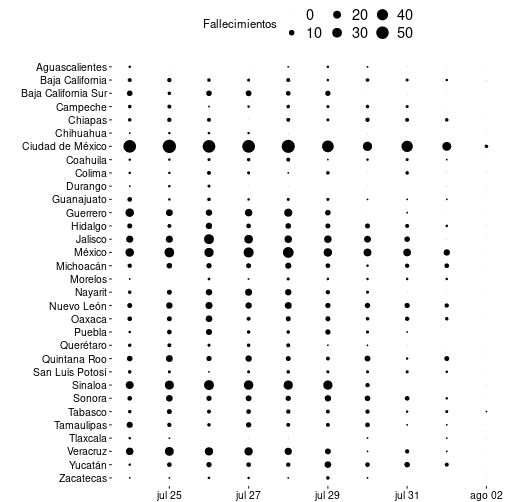 Fallecimientos
0 20 40
10 30 50
Aguascalientes
Baja California
Baja California Sur
Campeche
Chiapas
Chihuahua
Ciudad de México
Coahuila
Colima
Durango
Guanajuato
Guerrero
Hidalgo
Jalisco
México
Michoacán
Morelos
Nayarit
Nuevo León
Oaxaca
Puebla
Querétaro
Quintana Roo
San Luis Potosí
Sinaloa
Sonora
Tabasco
Tamaulipas
Tlaxcala
Veracruz
Yucatán
Zacatecas
jul 25 jul 27 jul 29 jul 31 ago 02